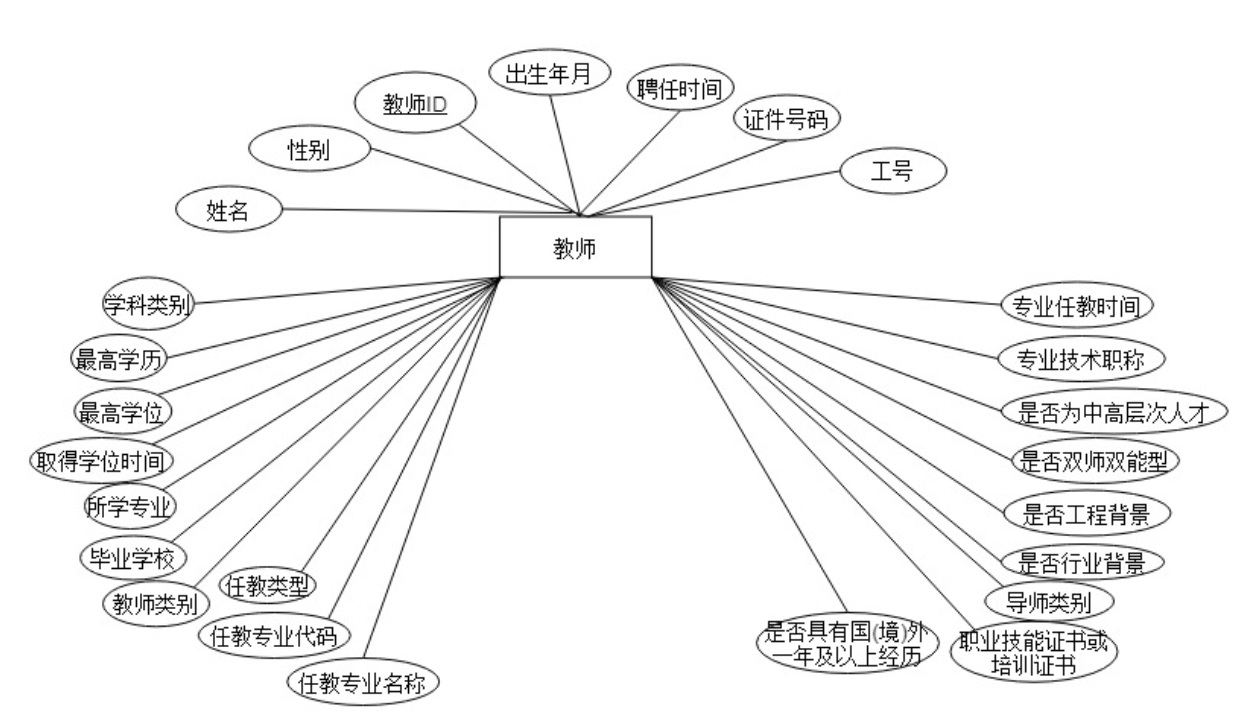 出生年月
聘任时间
教师ID
证件号码
性别
工号
姓名
教师
学科类别
专业任教时间
最高学历
专业技术职称
最高学位
是否为中高层次人才
取得学位时间
是否双师双能型
所学专业
是否工程背景
毕业学校
是否行业背景
任教类型
教师类别
导师类别
任教专业代码
是否具有国(境)外
一年及以上经历
职业技能证书或
培训证书
任教专业名称